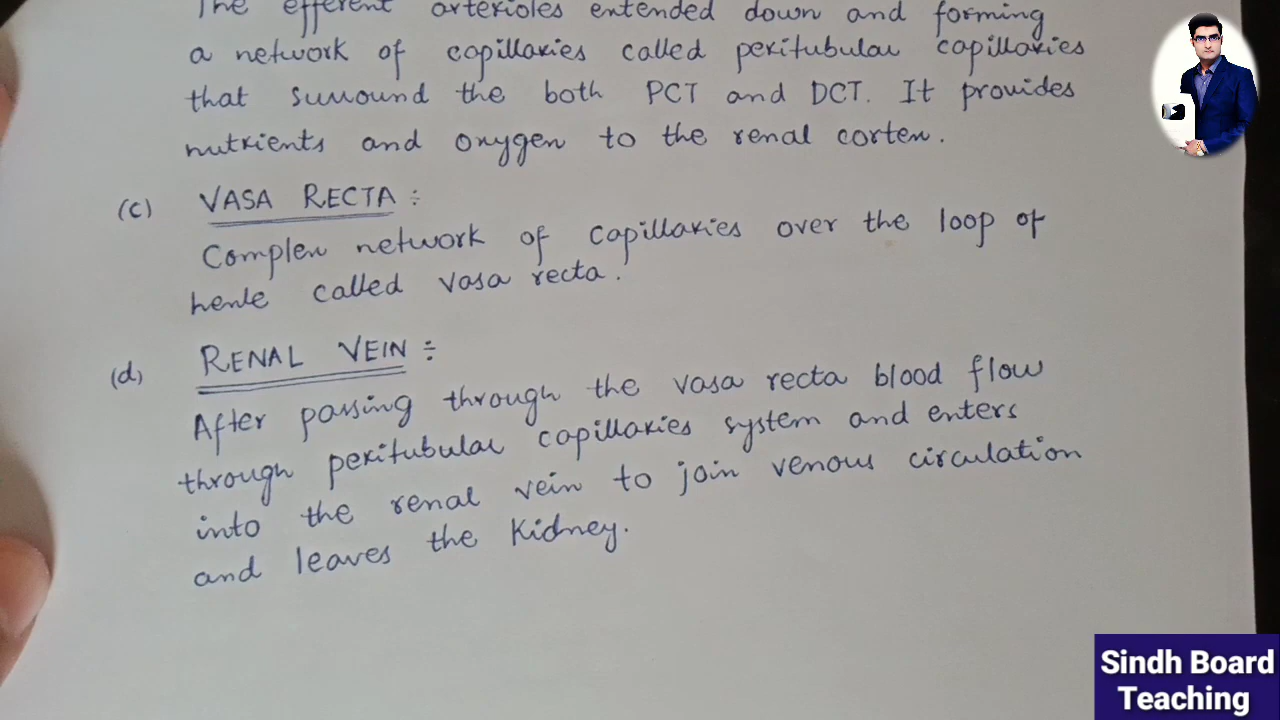 The efferent arterioles extended down and forming
a network of capillaries called peritubular capillaries
that surround the both PCT and DCT. It provides
nutrients and oxygen to the renal cortex.
(c) VASA RECTA :
Complex network of capillaries over the loop of
henle called vasa recta.
(d) RENAL VEIN :
After passing through the vasa recta blood flow
through peritubular capillaries system and enters
into the renal vein to join venous circulation
and leaves the Kidney.
Sindh Board
Teaching